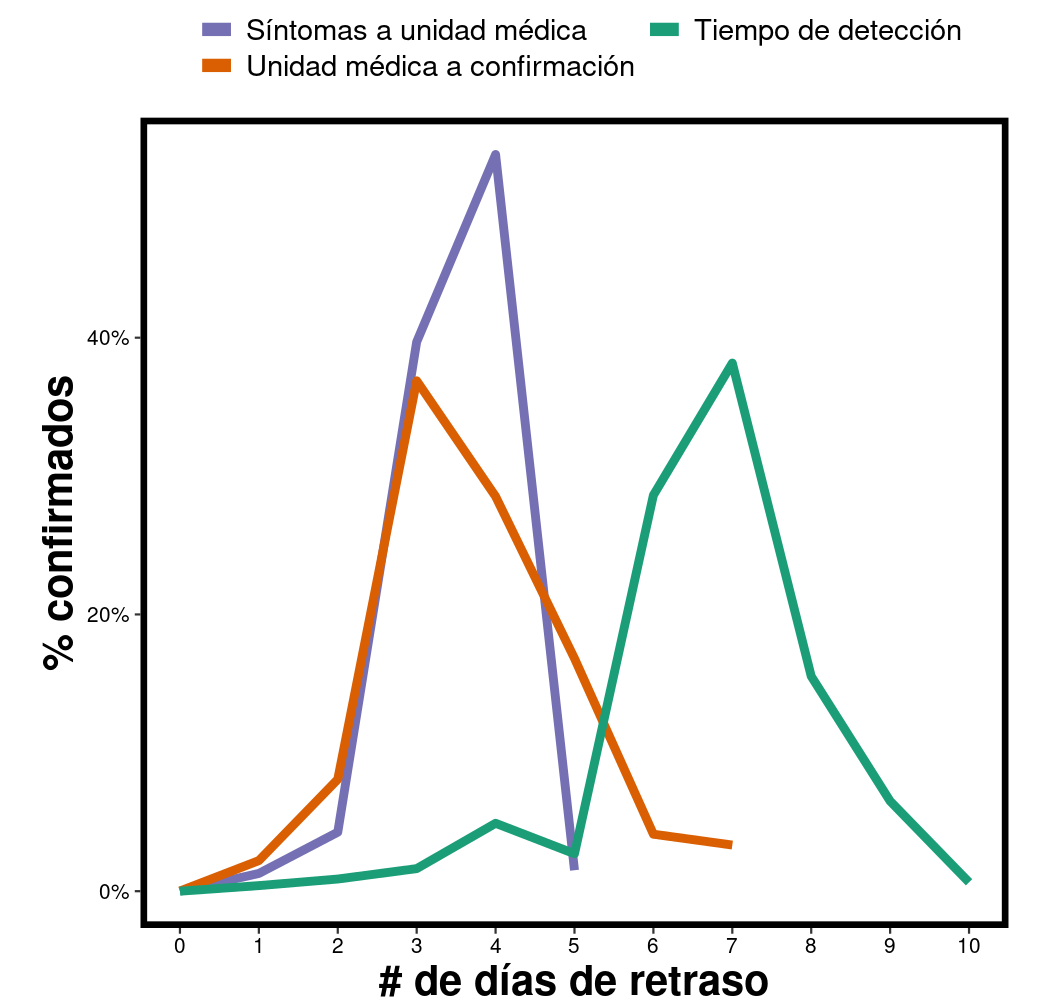 Síntomas a unidad médica
Tiempo de detección
Unidad médica a confirmación
40%
20%
0%
% confirmados
0 1 2 3 4 5 6 7 8 9 10
# de días de retraso